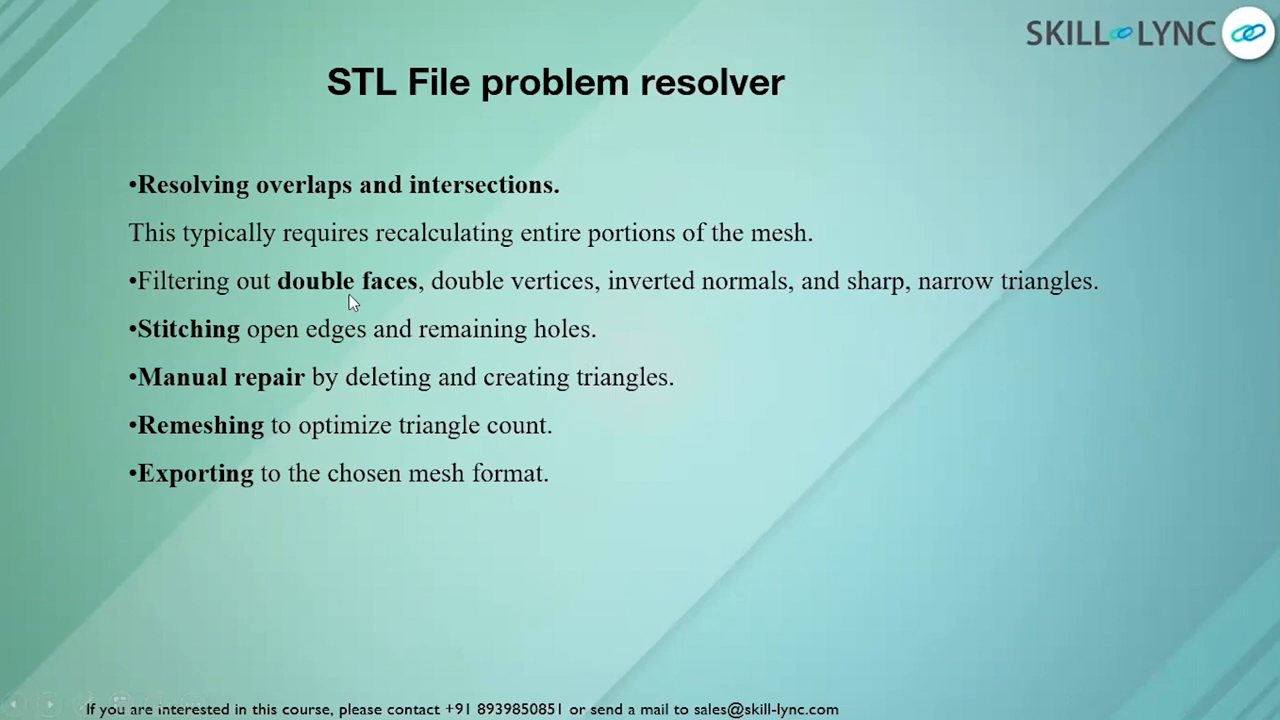 SKILL LYNC
STL File problem resolver
•Resolving overlaps and intersections.
This typically requires recalculating entire portions of the mesh.
•Filtering out double faces, double vertices, inverted normals, and sharp, narrow triangles.
•Stitching open edges and remaining holes.
•Manual repair by deleting and creating triangles.
•Remeshing to optimize triangle count.
•Exporting to the chosen mesh format.
If you are interested in this course, please contact +91 8939850851 or send a mail to sales@skill-lync.com